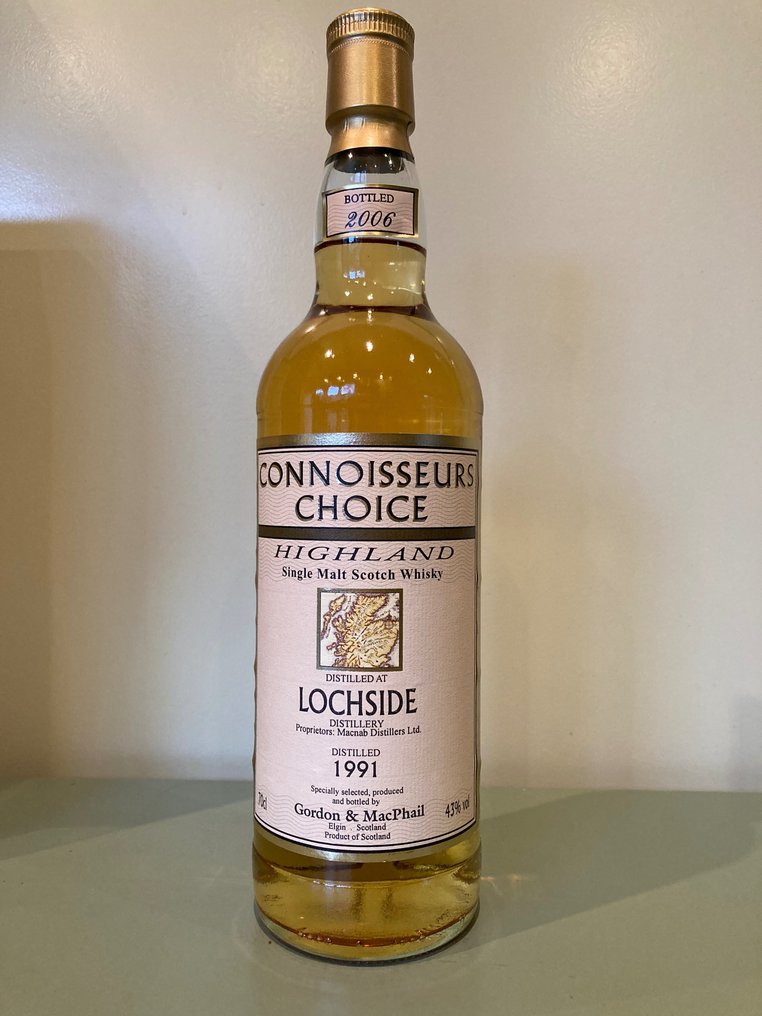 BOTTLED
2006
CONNOISSEURS
CHOICE
HIGHLAND
Single Malt Scotch Whisky
DISTILLED AT
LOCHSIDE
DISTILLERY
Proprietors: Macnab Distillers Ltd.
DISTILLED
1991
Specially selected, produced
and bottled by
70cl Gordon & MacPhail 43% vol
Elgin . Scotland
Product of Scotland